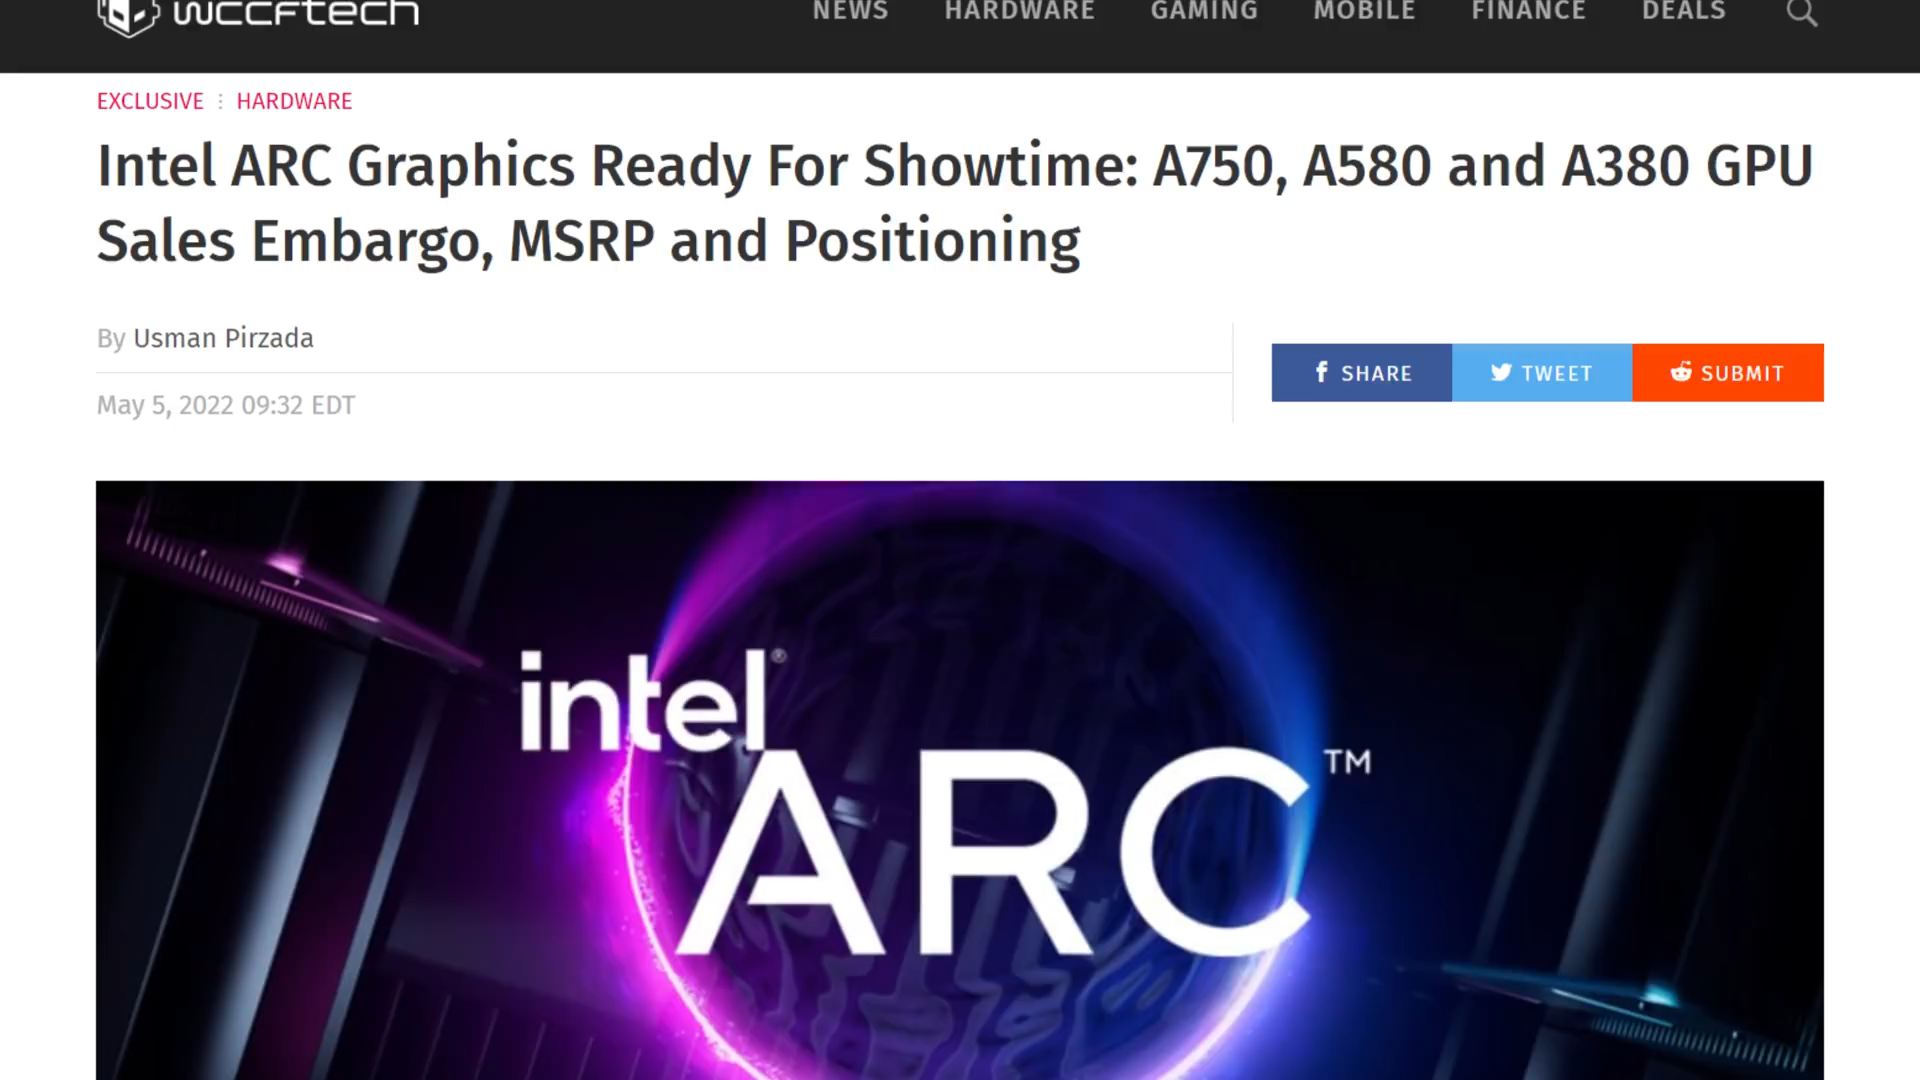 wccftech
NEWS HARDWARE GAMING MOBILE FINANCE DEALS
EXCLUSIVE HARDWARE
Intel ARC Graphics Ready For Showtime: A750, A580 and A380 GPU
Sales Embargo, MSRP and Positioning
By Usman Pirzada
SHARE TWEET SUBMIT
May 5, 2022 09:32 EDT
intel®
ARC™